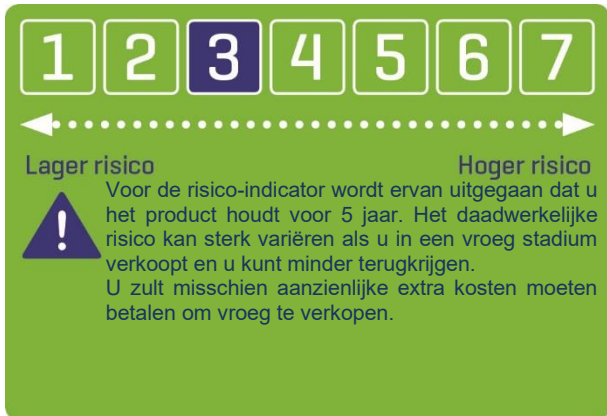 1 2 3 4 5 6 7
Lager risico Hoger risico
Voor de risico-indicator wordt ervan uitgegaan dat u
het product houdt voor 5 jaar. Het daadwerkelijke
risico kan sterk variëren als u in een vroeg stadium
verkoopt en u kunt minder terugkrijgen.
U zult misschien aanzienlijke extra kosten moeten
betalen om vroeg te verkopen.